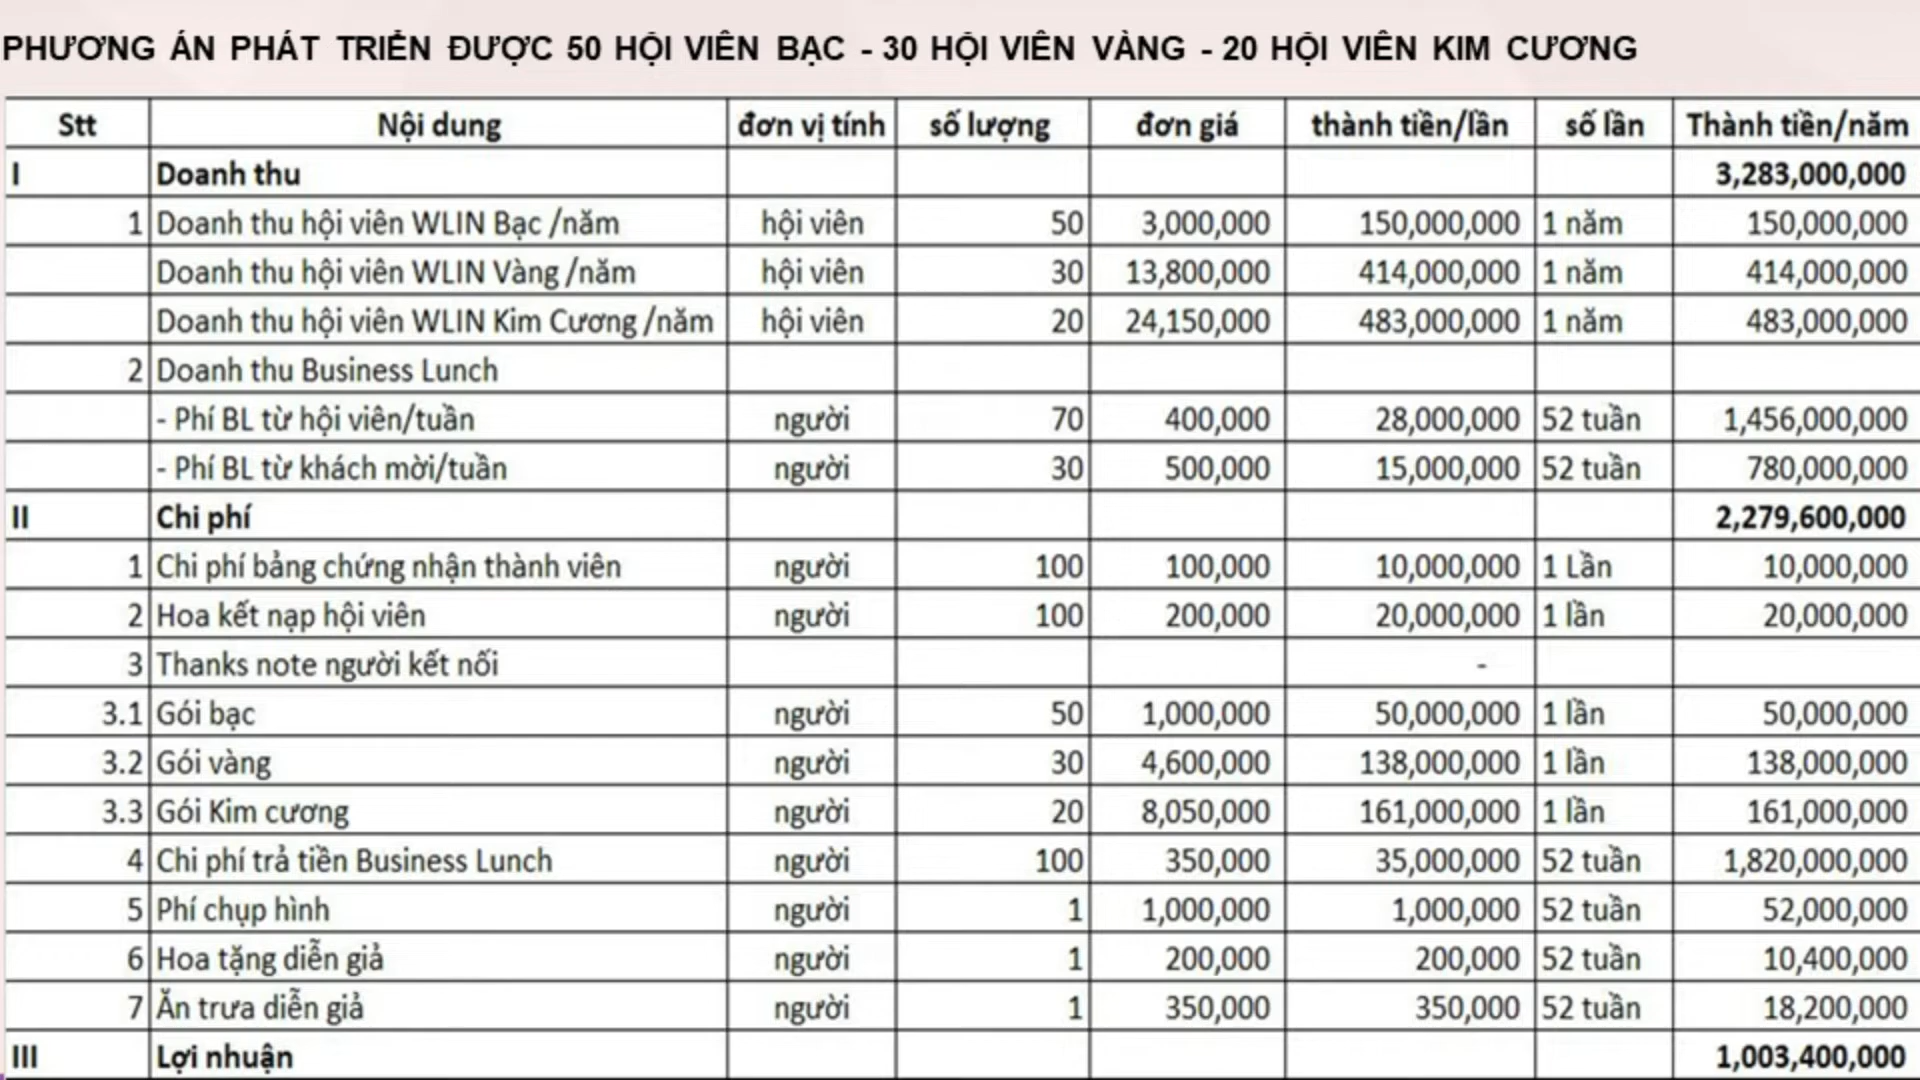 PHƯƠNG ÁN PHÁT TRIỂN ĐƯỢC 50 HỘI VIÊN BẠC - 30 HỘI VIÊN VÀNG - 20 HỘI VIÊN KIM CƯƠNG
Stt Nội dung đơn vị tính số lượng đơn giá thành tiền/lần số lần Thành tiền/năm
I Doanh thu 3,283,000,000
1 Doanh thu hội viên WLIN Bạc /năm hội viên 50 3,000,000 150,000,000 1 năm 150,000,000
Doanh thu hội viên WLIN Vàng /năm hội viên 30 13,800,000 414,000,000 1 năm 414,000,000
Doanh thu hội viên WLIN Kim Cương /năm hội viên 20 24,150,000 483,000,000 1 năm 483,000,000
2 Doanh thu Business Lunch
- Phí BL từ hội viên/tuần người 70 400,000 28,000,000 52 tuần 1,456,000,000
- Phí BL từ khách mời/tuần người 30 500,000 15,000,000 52 tuần 780,000,000
II Chi phí 2,279,600,000
1 Chi phí bảng chứng nhận thành viên người 100 100,000 10,000,000 1 Lần 10,000,000
2 Hoa kết nạp hội viên người 100 200,000 20,000,000 1 lần 20,000,000
3 Thanks note người kết nối -
3.1 Gói bạc người 50 1,000,000 50,000,000 1 lần 50,000,000
3.2 Gói vàng người 30 4,600,000 138,000,000 1 lần 138,000,000
3.3 Gói Kim cương người 20 8,050,000 161,000,000 1 lần 161,000,000
4 Chi phí trả tiền Business Lunch người 100 350,000 35,000,000 52 tuần 1,820,000,000
5 Phí chụp hình người 1 1,000,000 1,000,000 52 tuần 52,000,000
6 Hoa tặng diễn giả người 1 200,000 200,000 52 tuần 10,400,000
7 Ăn trưa diễn giả người 1 350,000 350,000 52 tuần 18,200,000
III Lợi nhuận 1,003,400,000